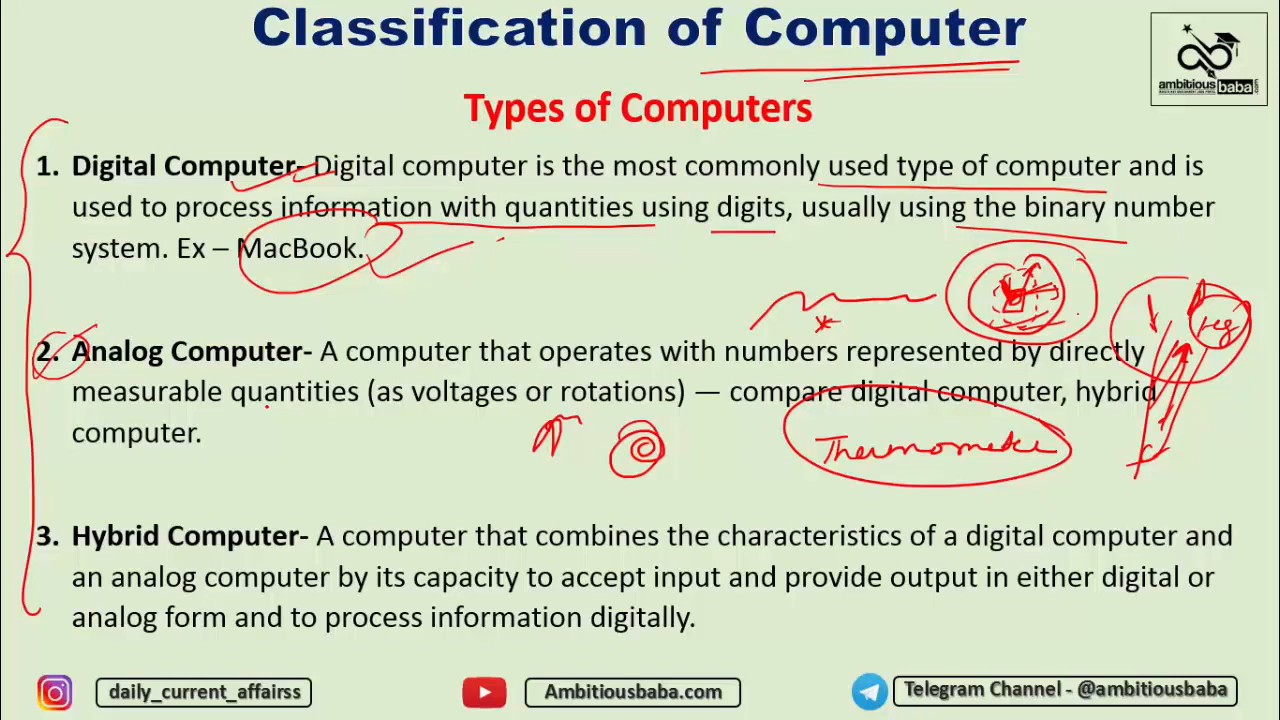 Classification of Computer
ambitiousbaba.com
Types of Computers
1. Digital Computer- Digital computer is the most commonly used type of computer and is
used to process information with quantities using digits, usually using the binary number
system. Ex – MacBook.
reg
2. Analog Computer- A computer that operates with numbers represented by directly
measurable quantities (as voltages or rotations) — compare digital computer, hybrid
computer.
Thermometer
3. Hybrid Computer- A computer that combines the characteristics of a digital computer and
an analog computer by its capacity to accept input and provide output in either digital or
analog form and to process information digitally.
daily_current_affairss
Ambitiousbaba.com
Telegram Channel - @ambitiousbaba